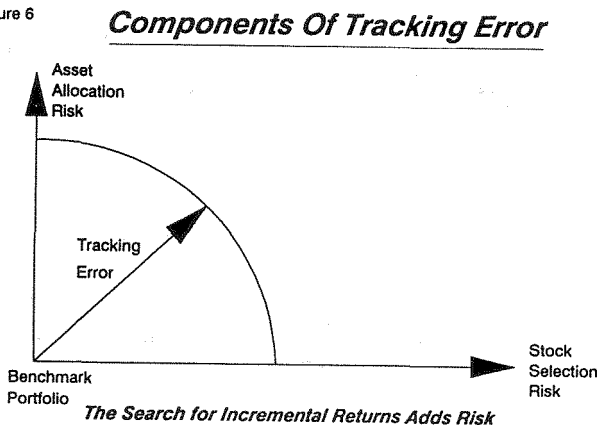 ure 6
Components Of Tracking Error
Asset
Allocation
Risk
Tracking
Error
Benchmark
Portfolio
Stock
Selection
Risk
The Search for Incremental Returns Adds Risk